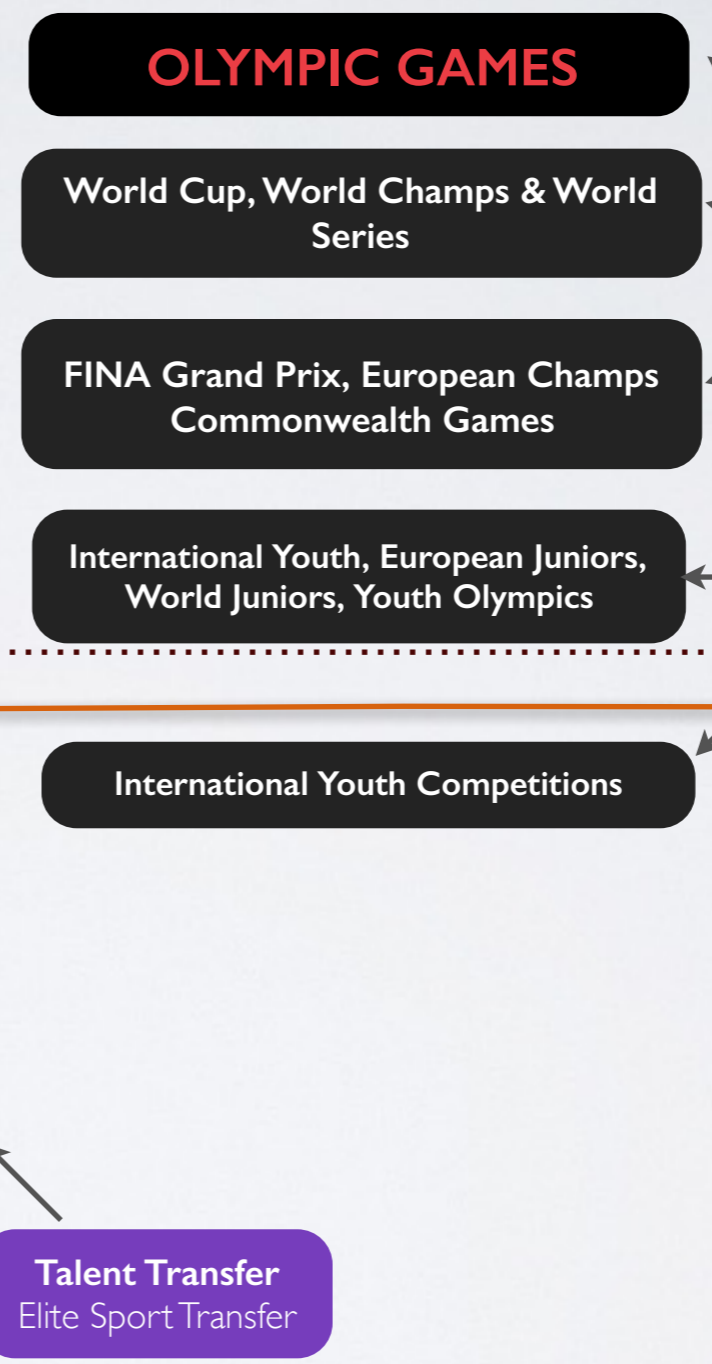 OLYMPIC GAMES
World Cup, World Champs & World
Series
FINA Grand Prix, European Champs
Commonwealth Games
International Youth, European Juniors,
World Juniors, Youth Olympics
International Youth Competitions
Talent Transfer
Elite Sport Transfer